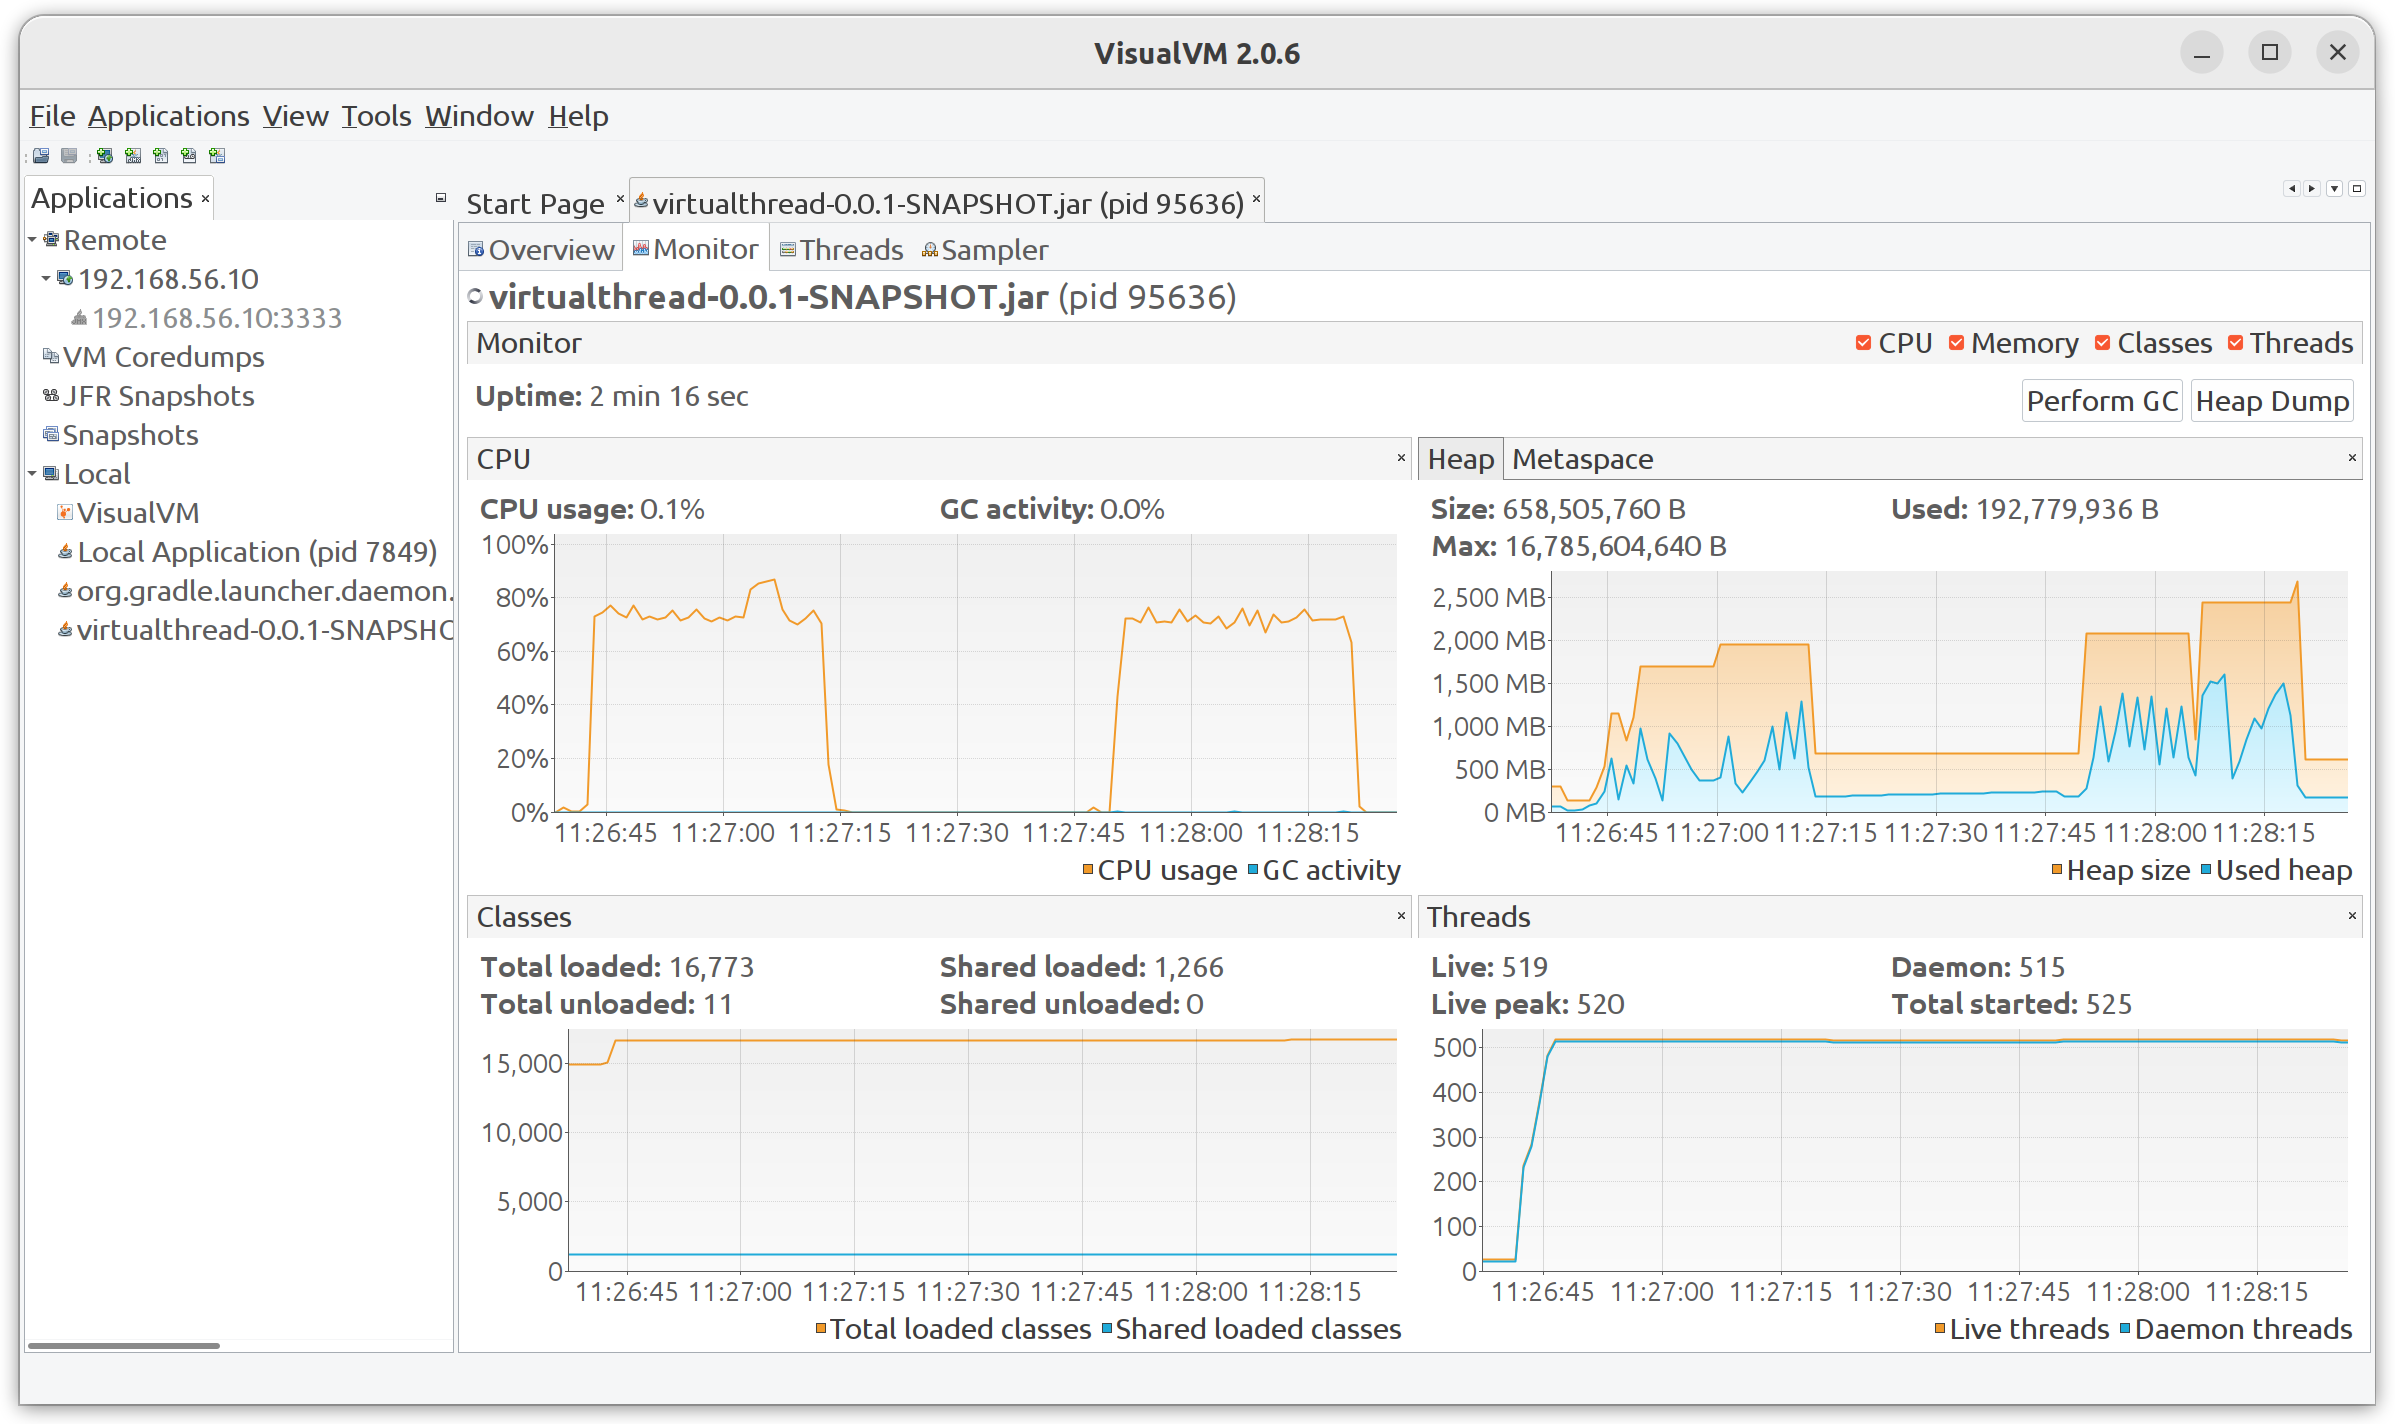 VisualVM 2.0.6
File Applications View Tools Window Help
Applications
Remote
192.168.56.10
192.168.56.10:3333
VM Coredumps
JFR Snapshots
Snapshots
Local
VisualVM
Local Application (pid 7849)
org.gradle.launcher.daemon.
virtualthread-0.0.1-SNAPSHO
Start Page virtualthread-0.0.1-SNAPSHOT.jar (pid 95636)
Overview Monitor Threads Sampler
virtualthread-0.0.1-SNAPSHOT.jar (pid 95636)
Monitor CPU Memory Classes Threads
Uptime: 2 min 16 sec Perform GC Heap Dump
CPU
CPU usage: 0.1% GC activity: 0.0%
100%
80%
60%
40%
20%
0%
11:26:45 11:27:00 11:27:15 11:27:30 11:27:45 11:28:00 11:28:15
CPU usage GC activity
Heap Metaspace
Size: 658,505,760 B Used: 192,779,936 B
Max: 16,785,604,640 B
2,500 MB
2,000 MB
1,500 MB
1,000 MB
500 MB
0 MB
11:26:45 11:27:00 11:27:15 11:27:30 11:27:45 11:28:00 11:28:15
Heap size Used heap
Classes
Total loaded: 16,773 Shared loaded: 1,266
Total unloaded: 11 Shared unloaded: 0
15,000
10,000
5,000
0
11:26:45 11:27:00 11:27:15 11:27:30 11:27:45 11:28:00 11:28:15
Total loaded classes Shared loaded classes
Threads
Live: 519 Daemon: 515
Live peak: 520 Total started: 525
500
400
300
200
100
0
11:26:45 11:27:00 11:27:15 11:27:30 11:27:45 11:28:00 11:28:15
Live threads Daemon threads